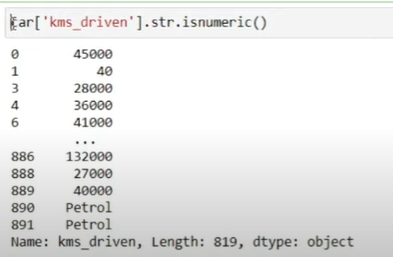 car['kms_driven'].str.isnumeric()
0 45000
1 40
3 28000
4 36000
6 41000
...
886 132000
888 27000
889 40000
890 Petrol
891 Petrol
Name: kms_driven, Length: 819, dtype: object